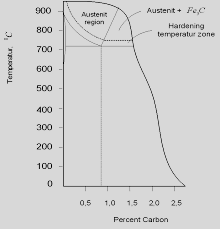 900
800
700
600
500
400
300
200
100
0
Temperatur, °C
Austenit
region
Austenit + Fe₃C
Hardening
temperatur zone
0,5 1,0 1.5 2.0 2,5
Percent Carbon